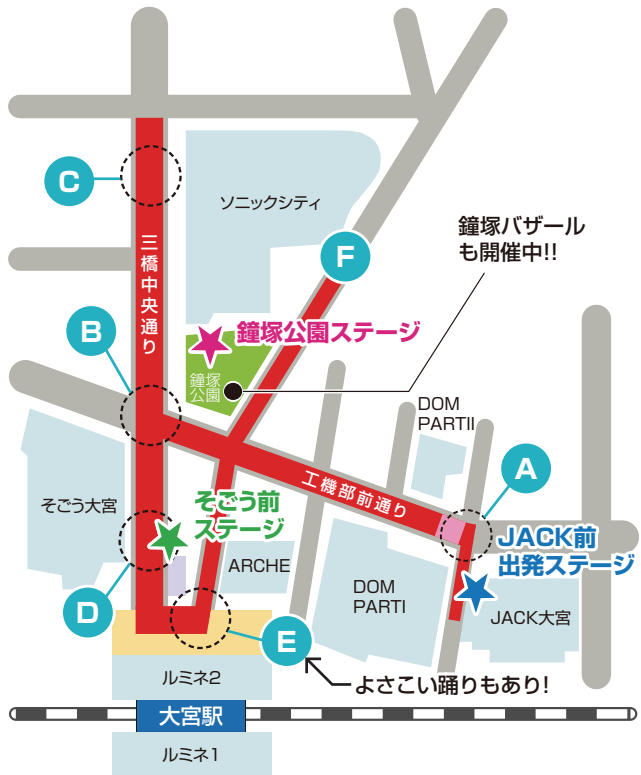 C
ソニックシティ
鐘塚バザール
も開催中!!
F
三橋中央通り
B
鐘塚公園ステージ
鐘塚
公園
DOM
PARTII
A
工機部前通り
そごう大宮
そごう前
ステージ
JACK前
出発ステージ
ARCHE
DOM
PARTI
JACK大宮
D
E
よさこい踊りもあり!
ルミネ2
大宮駅
ルミネ1